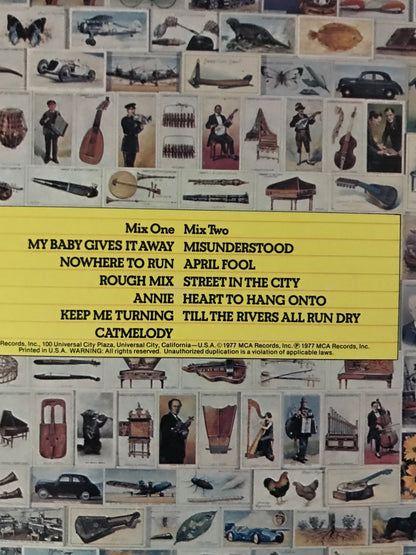 Mix One Mix Two
MY BABY GIVES IT AWAY MISUNDERSTOOD
NOWHERE TO RUN APRIL FOOL
ROUGH MIX STREET IN THE CITY
ANNIE HEART TO HANG ONTO
KEEP ME TURNING TILL THE RIVERS ALL RUN DRY
CATMELODY
Records, Inc., 100 Universal City Plaza, Universal City, California—U.S.A. © 1977 MCA Records, Inc. ℗ 1977 MCA Records, Inc.
Printed in U.S.A. WARNING: All rights reserved. Unauthorized duplication is a violation of applicable laws.